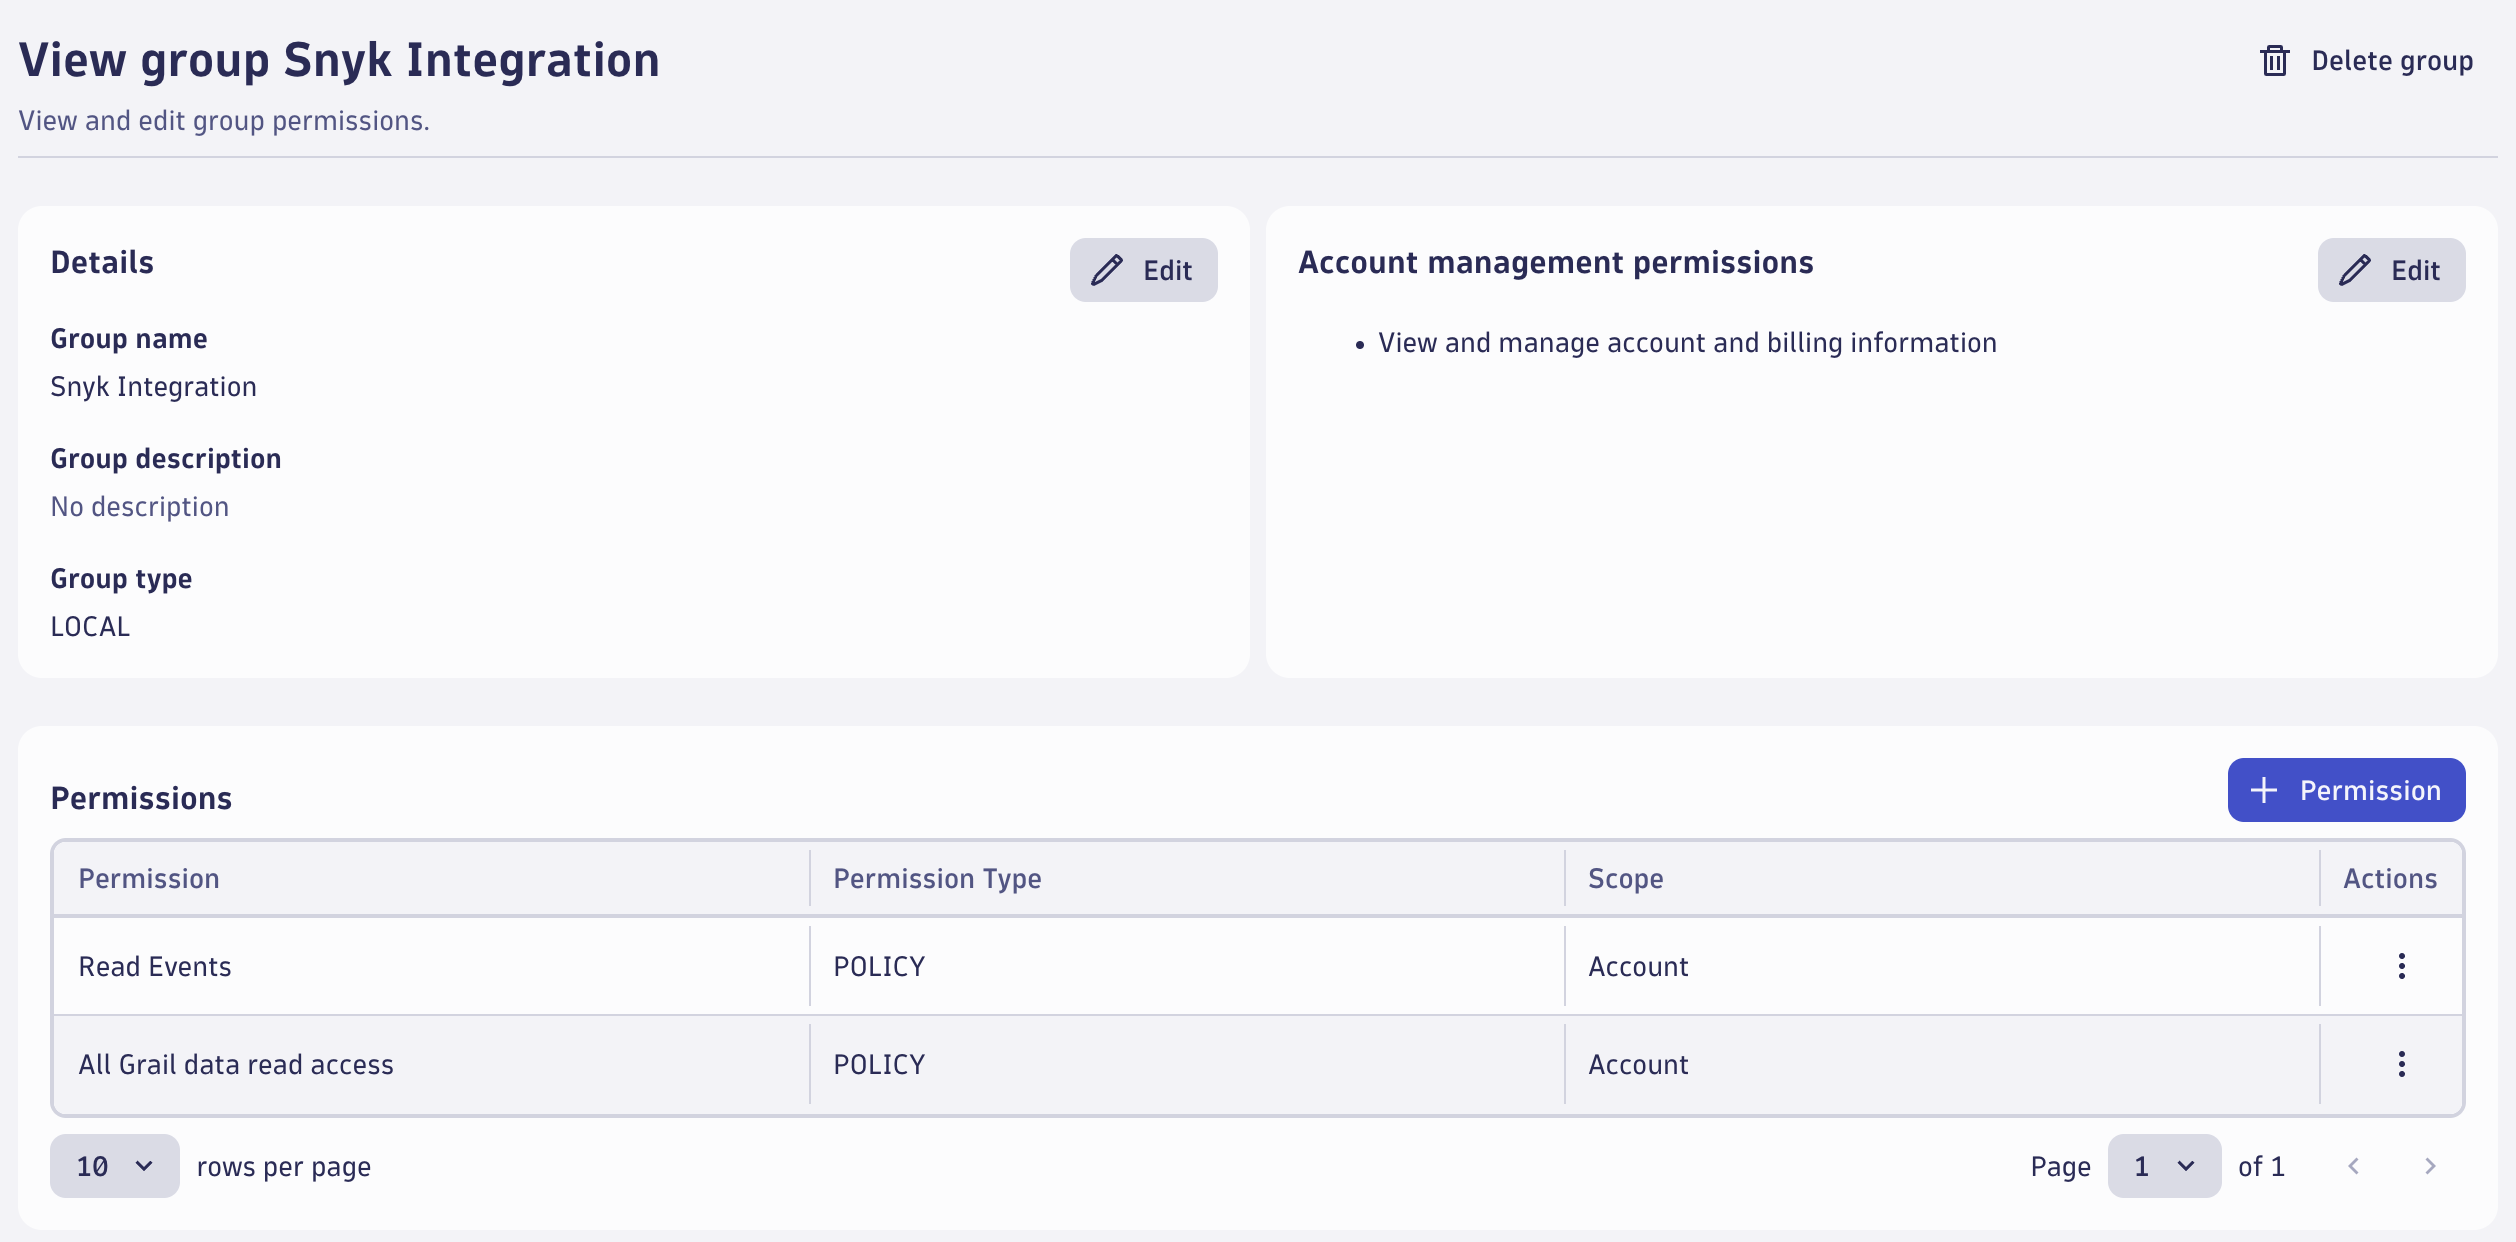 View group Snyk Integration
Delete group
View and edit group permissions.
Details
Edit
Group name
Snyk Integration
Group description
No description
Group type
LOCAL
Account management permissions
Edit
• View and manage account and billing information
Permissions
Permission
Permission Permission Type Scope Actions
Read Events POLICY Account
All Grail data read access POLICY Account
10 rows per page
Page 1 of 1